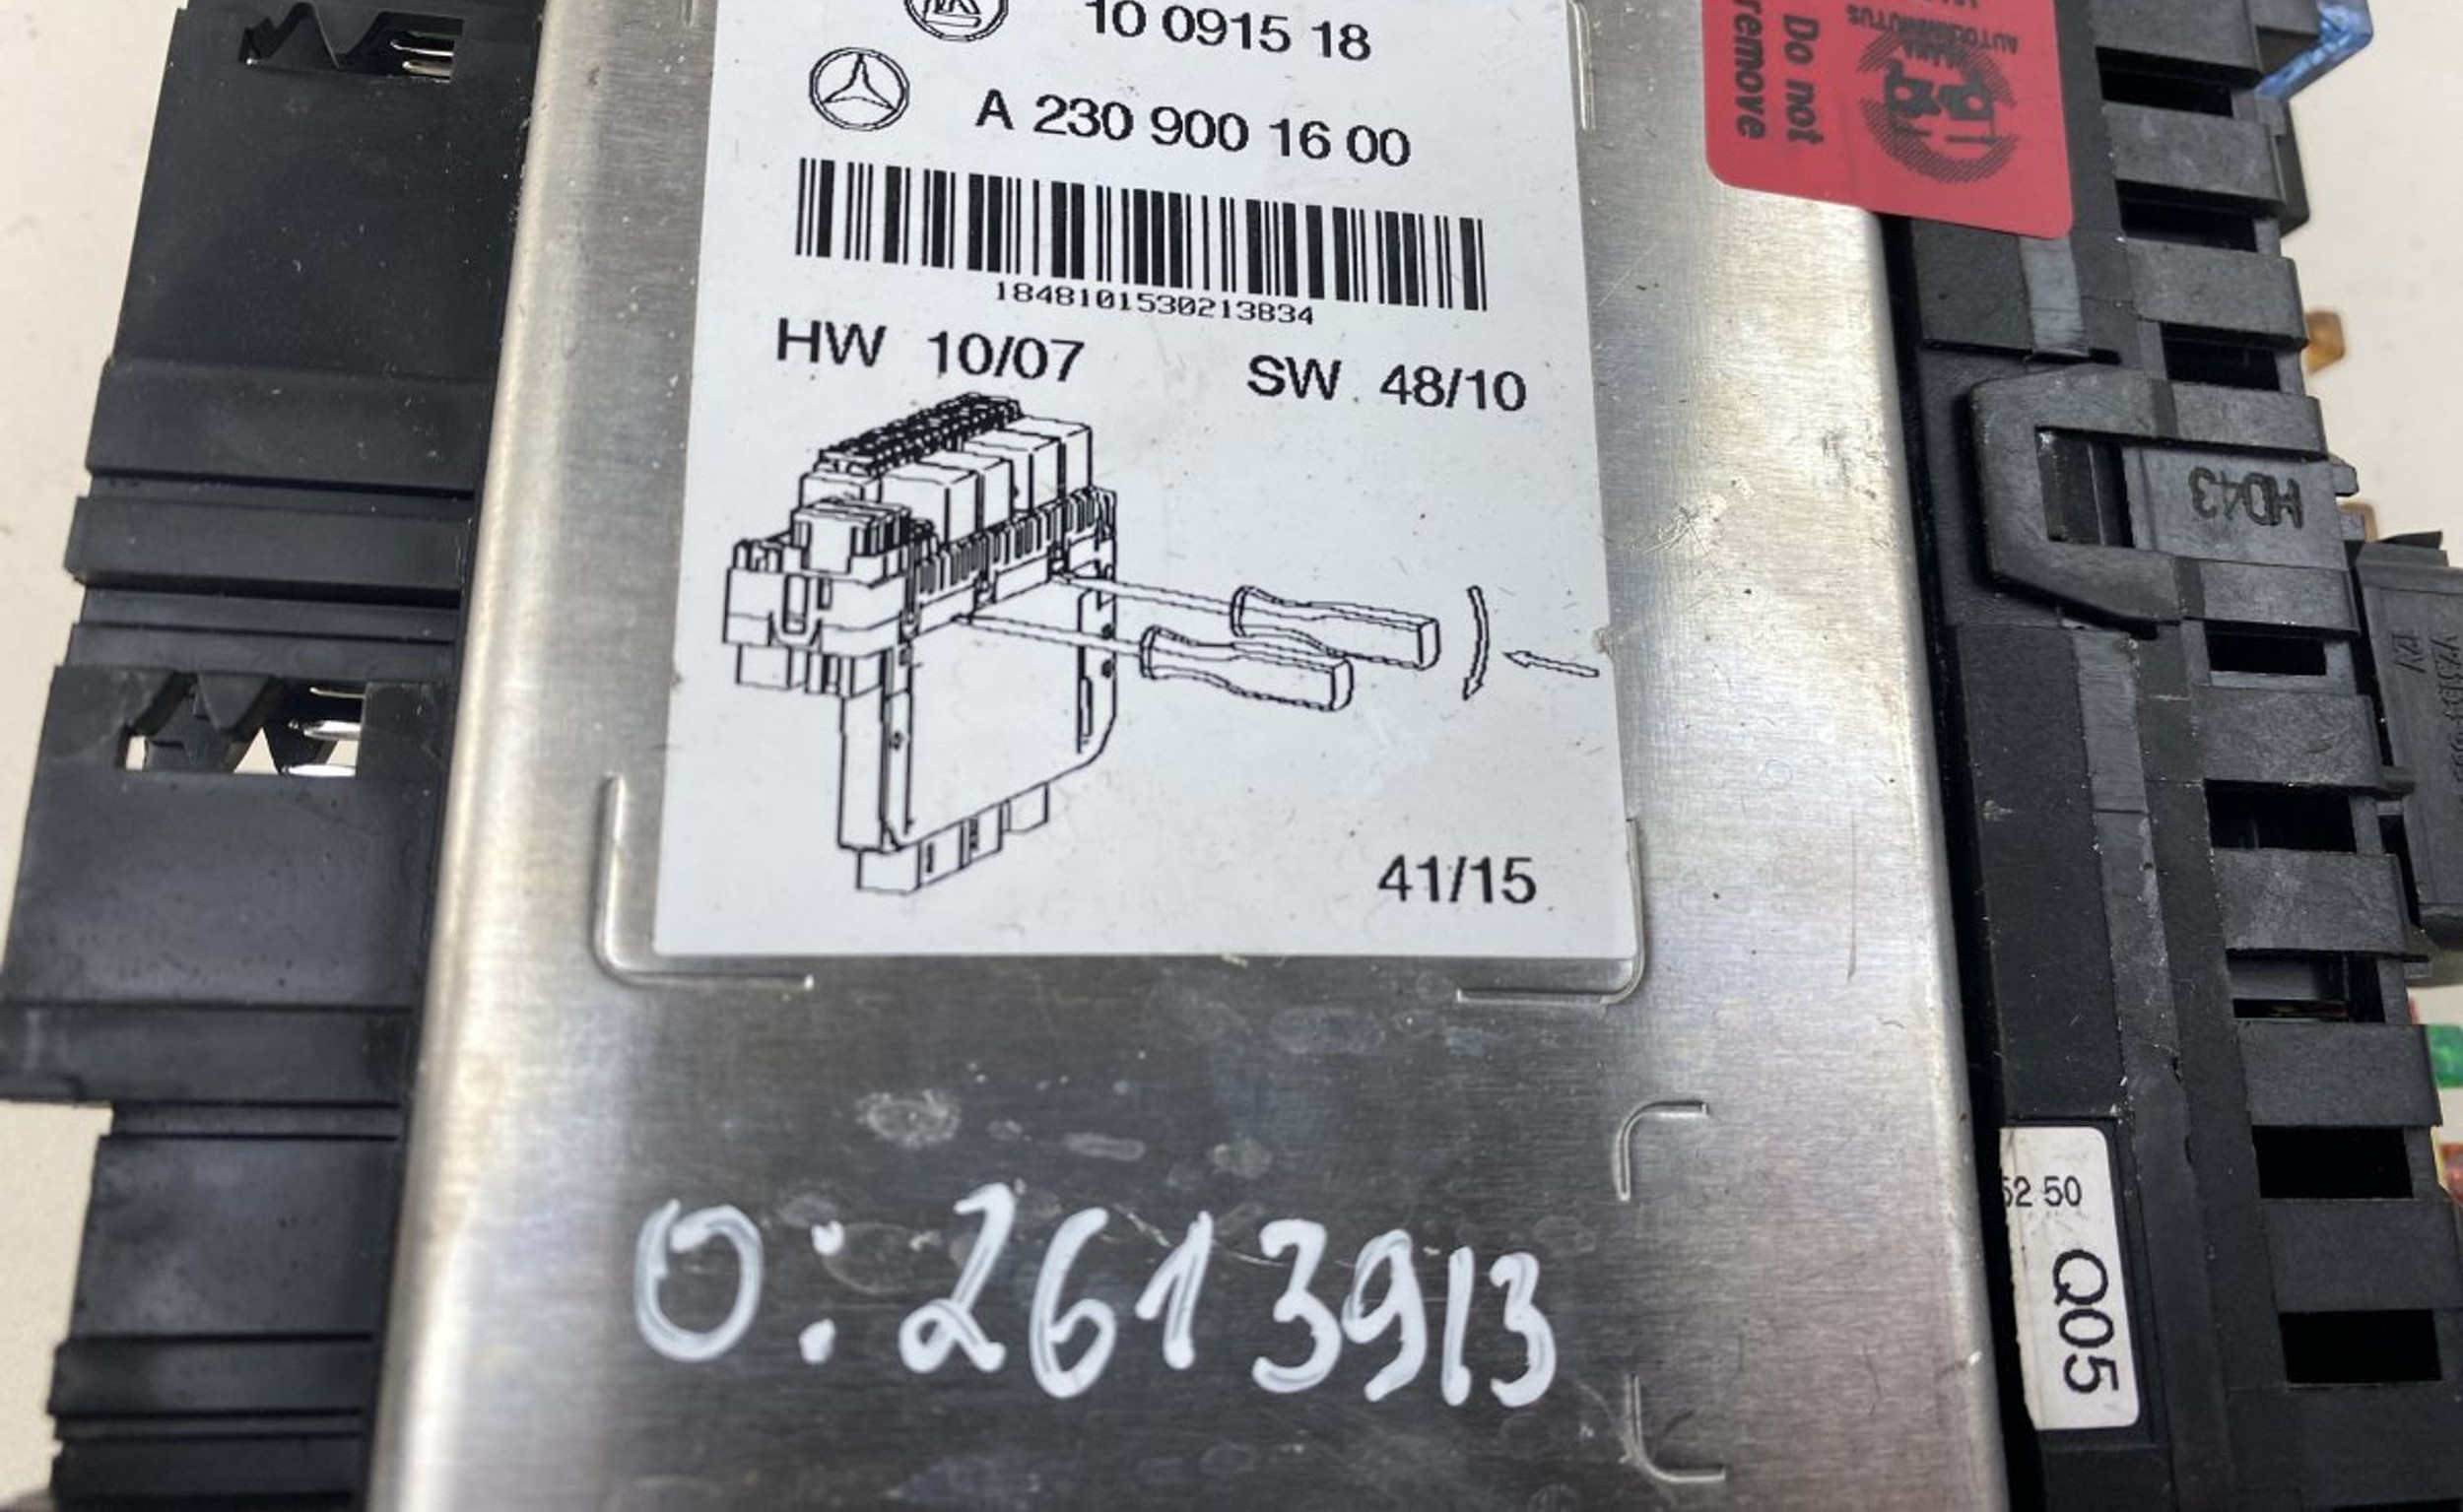 10 0915 18
A 230 900 16 00
1848101530213834
HW 10/07
SW 48/10
41/15
Do not
remove
HD43
52 50
Q05
0:2613913